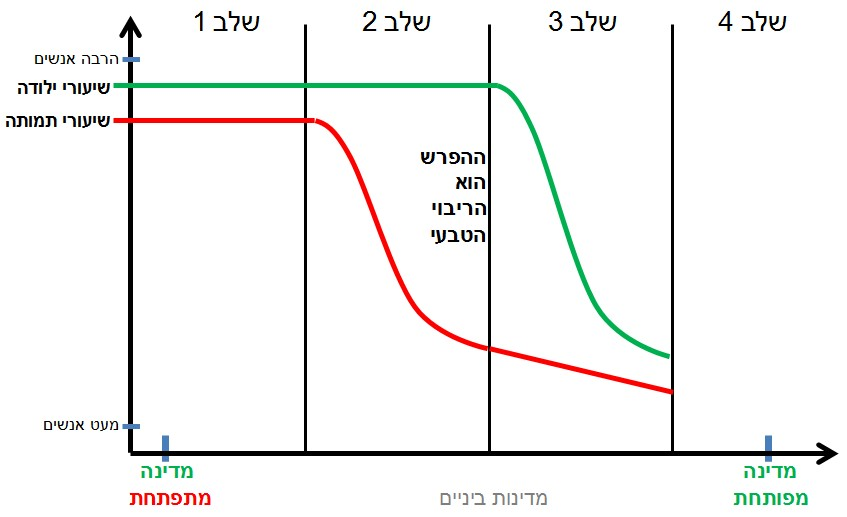 שלב 1
שלב 2
שלב 3
שלב 4
הרבה אנשים
שיעורי ילודה
שיעורי תמותה
ההפרש
הוא
הריבוי
הטבעי
מעט אנשים
מדינה
מתפתחת
מדינות ביניים
מדינה
מפותחת